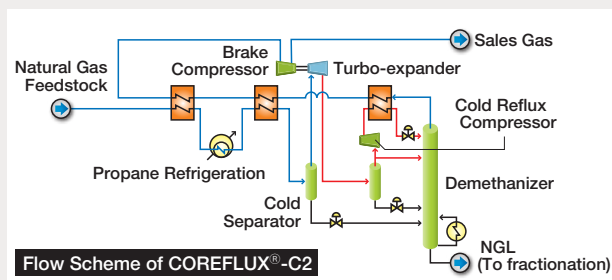 Brake
Compressor
Turbo-expander
Sales Gas
Natural Gas
Feedstock
Cold Reflux
Compressor
Propane Refrigeration
Cold
Separator
Demethanizer
NGL
(To fractionation)
Flow Scheme of COREFLUX®-C2